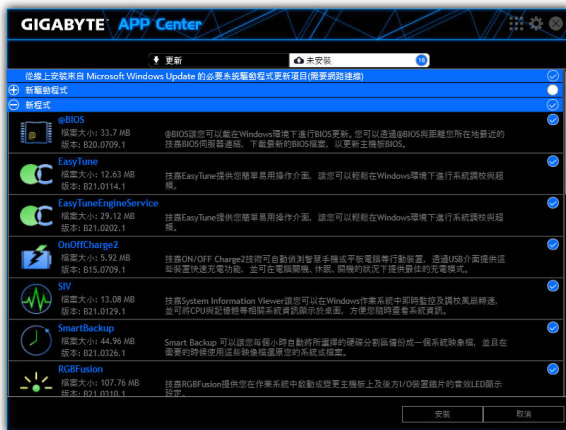 GIGABYTE APP Center
更新
未安裝 18
從線上安裝來自 Microsoft Windows Update 的必要系統驅動程式更新項目(需要網路連線)
新驅動程式
新程式
@BIOS
檔案大小: 33.7 MB
版本: B20.0709.1
@BIOS讓您可以載在Windows環境下進行BIOS更新。您可以透過@BIOS與距離您所在地最近的
技嘉BIOS伺服器連結，下載最新的BIOS檔案，以更新主機板BIOS。
EasyTune
檔案大小: 12.63 MB
版本: B21.0114.1
技嘉EasyTune提供您簡單易用操作介面，讓您可以輕鬆在Windows環境下進行系統調校與超
頻。
EasyTuneEngineService
檔案大小: 29.12 MB
版本: B21.0202.1
技嘉EasyTune提供您簡單易用操作介面，讓您可以輕鬆在Windows環境下進行系統調校與超
頻。
OnOffCharge2
檔案大小: 5.92 MB
版本: B15.0709.1
技嘉ON/OFF Charge2技術可自動偵測智慧手機或平板電腦等行動裝置，透過USB介面提供這
些裝置快速充電功能，並可在電腦開機、休眠、關機的狀況下提供最佳的充電模式。
SIV
檔案大小: 13.08 MB
版本: B21.0129.1
技嘉System Information Viewer讓您可以在Windows作業系統中即時監控及調校風扇轉速，
並可將CPU與記憶體等相關系統資訊顯示於桌面，方便您隨時查看系統資訊。
SmartBackup
檔案大小: 44.96 MB
版本: B21.0326.1
Smart Backup 可以讓您每個小時自動將所選擇的硬碟分割區備份成一個系統映象檔，並且在
需要的時候使用這些映像檔還原您的系統或檔案。
RGBFusion
檔案大小: 107.76 MB
版本: B21.0310.1
技嘉RGBFusion提供您在作業系統中啟動或變更主機板上及後方I/O裝置鐵片的音效LED顯示
設定。
安裝
取消